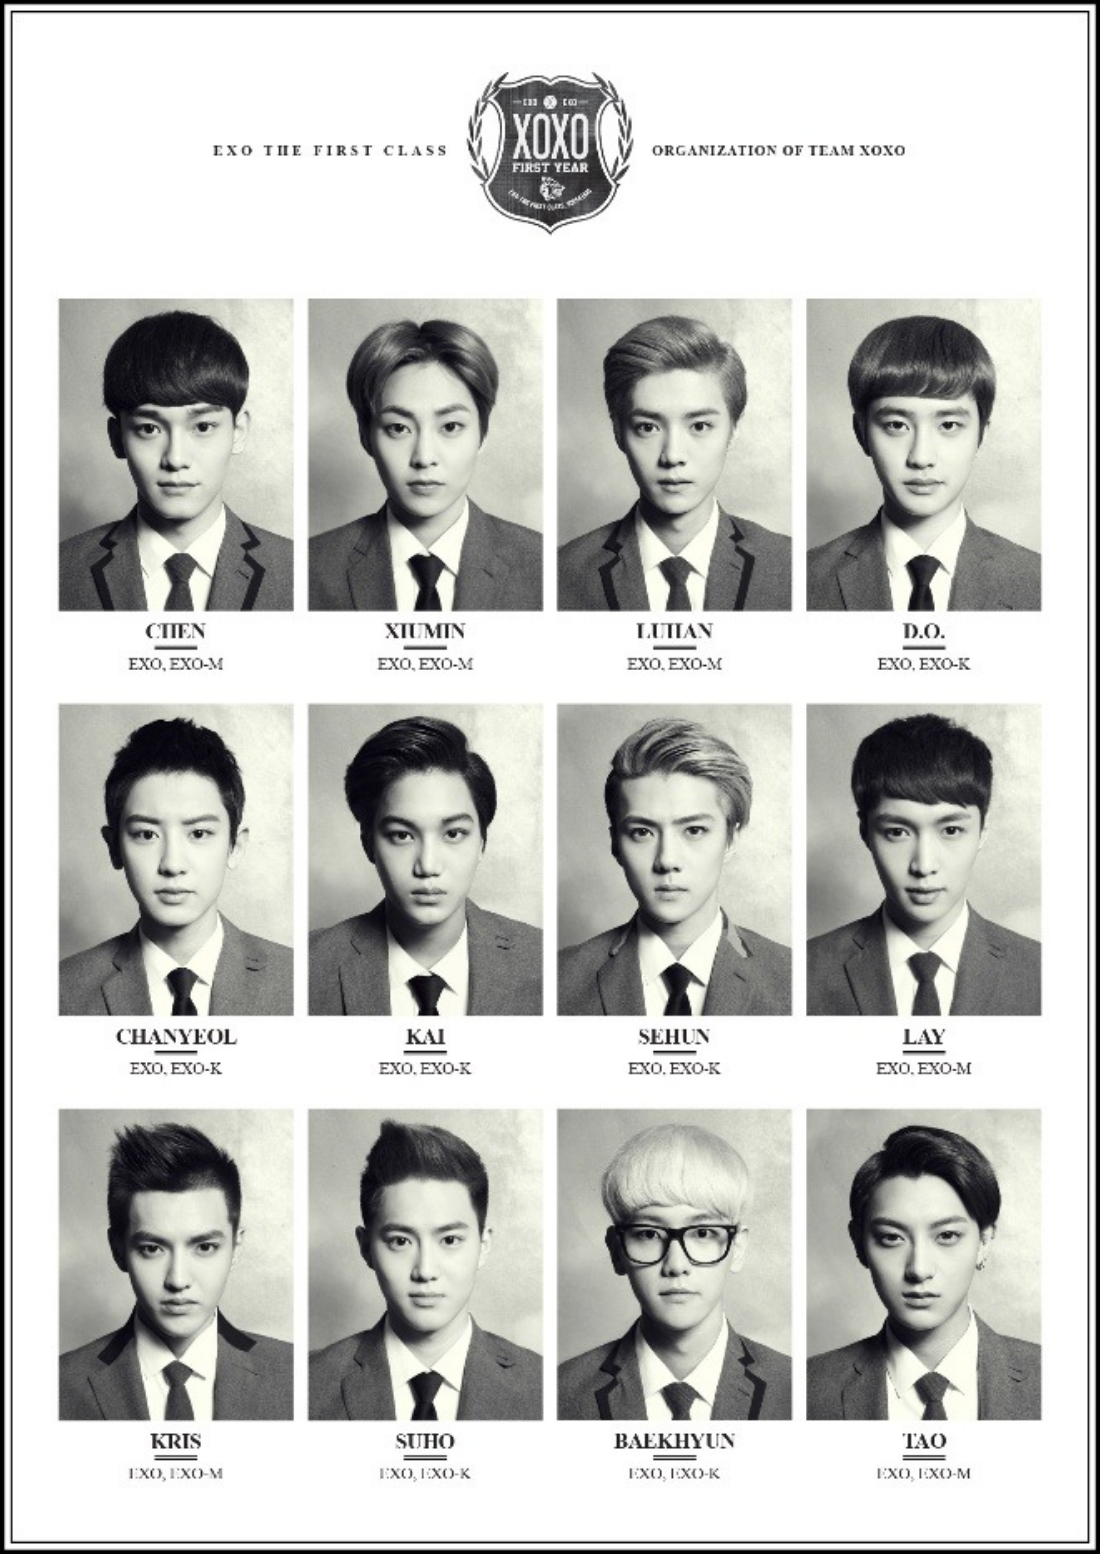 EXO THE FIRST CLASS
EXO EXO
XOXO
FIRST YEAR
ORGANIZATION OF TEAM XOXO
CHEN
EXO, EXO-M
XIUMIN
EXO, EXO-M
LUHAN
EXO, EXO-M
D.O.
EXO, EXO-K
CHANYEOL
EXO, EXO-K
KAI
EXO, EXO-K
SEHUN
EXO, EXO-K
LAY
EXO, EXO-M
KRIS
EXO, EXO-M
SUHO
EXO, EXO-K
BAEKHYUN
EXO, EXO-K
TAO
EXO, EXO-M